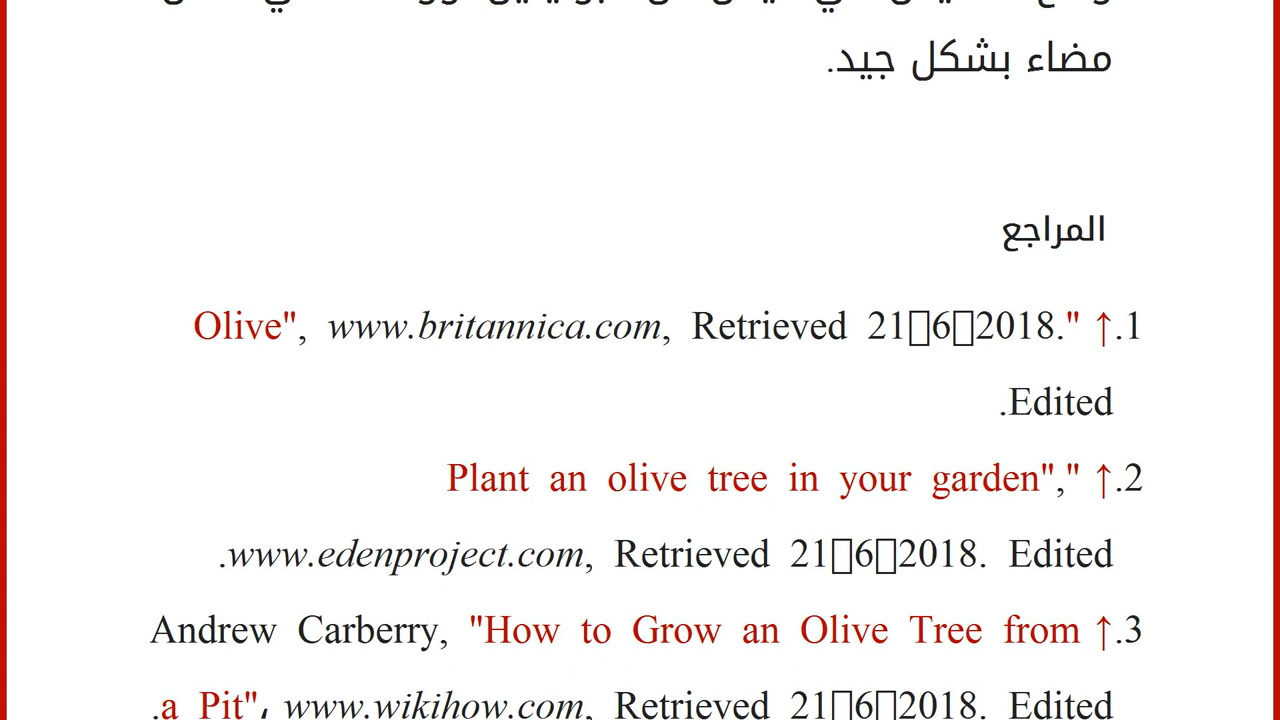 مضاء بشكل جيد.
المراجع
1.↑ "Olive", www.britannica.com, Retrieved 21▯6▯2018.
Edited.
2.↑ "Plant an olive tree in your garden",
www.edenproject.com, Retrieved 21▯6▯2018. Edited.
3.↑ Andrew Carberry, "How to Grow an Olive Tree from
a Pit"، www.wikihow.com, Retrieved 21▯6▯2018. Edited.